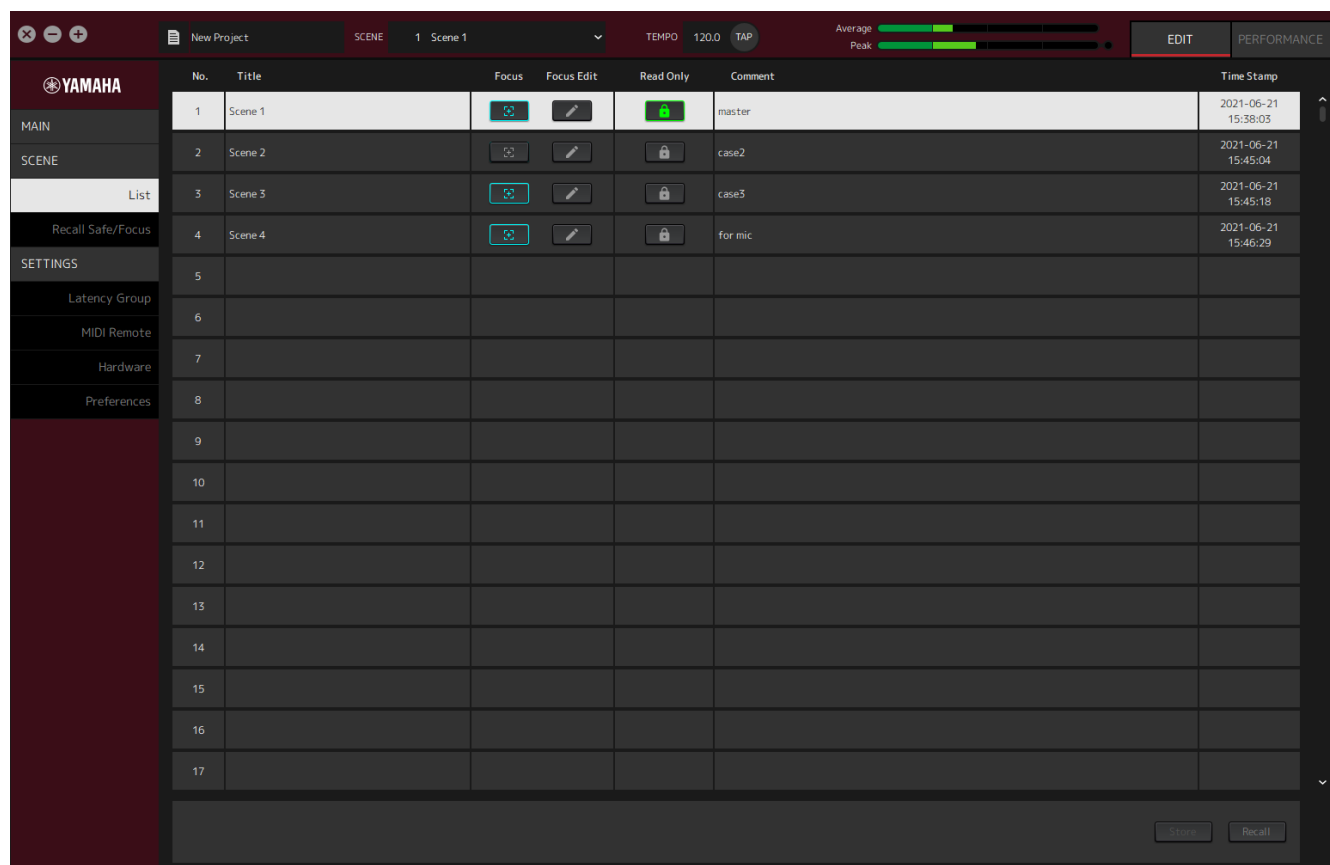 New Project SCENE 1 Scene 1 TEMPO 120.0 TAP Average Peak EDIT PERFORMANCE
YAMAHA
MAIN
SCENE
List
Recall Safe/Focus
SETTINGS
Latency Group
MIDI Remote
Hardware
Preferences
No. Title Focus Focus Edit Read Only Comment Time Stamp
1 Scene 1 master 2021-06-21 15:38:03
2 Scene 2 case2 2021-06-21 15:45:04
3 Scene 3 case3 2021-06-21 15:45:18
4 Scene 4 for mic 2021-06-21 15:46:29
5
6
7
8
9
10
11
12
13
14
15
16
17
Store Recall